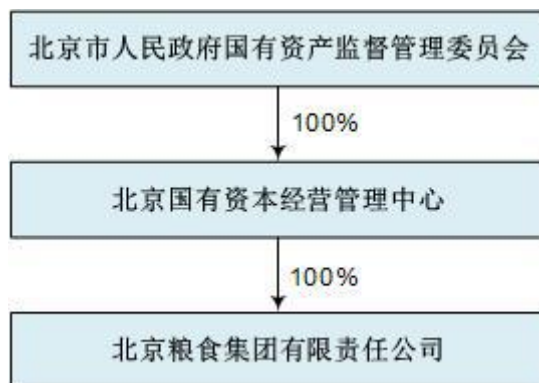 北京市人民政府国有资产监督管理委员会
100%
北京国有资本经营管理中心
100%
北京粮食集团有限责任公司